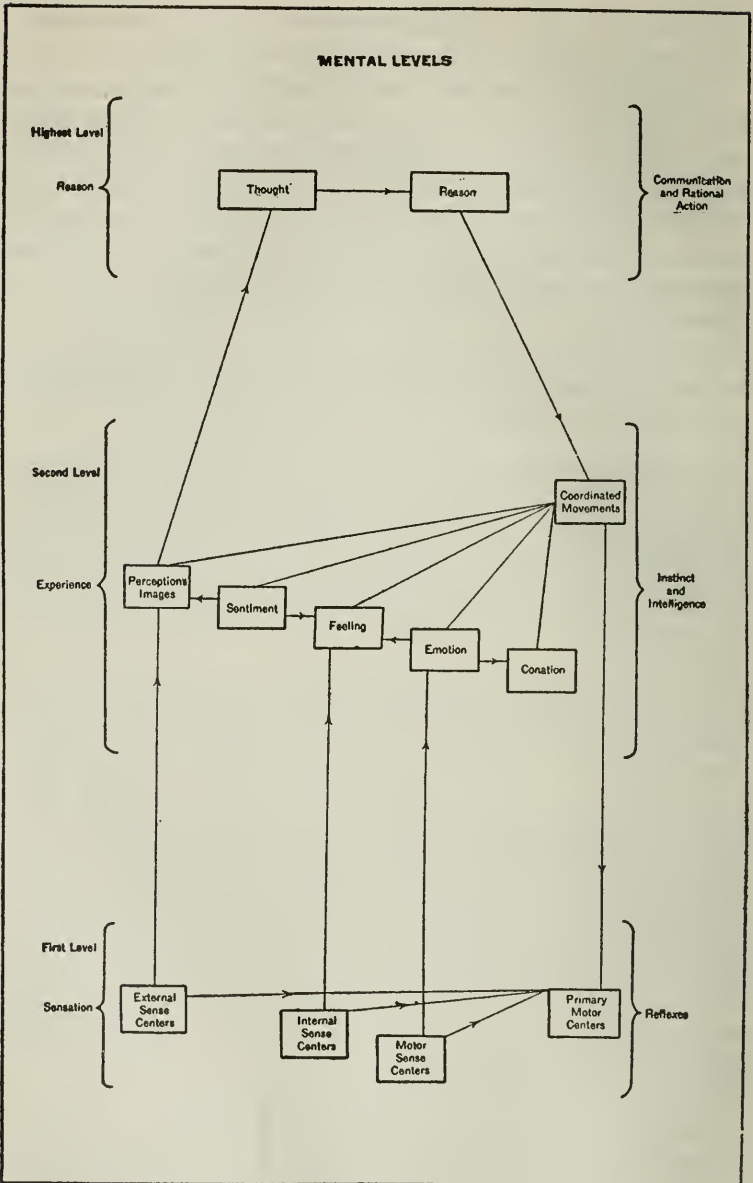 MENTAL LEVELS
Highest Level
Reason
Thought
Reason
Communication
and Rational
Action
Second Level
Experience
Coordinated
Movements
Perceptions
Images
Sentiment
Feeling
Emotion
Conation
Instinct
and
Intelligence
First Level
Sensation
External
Sense
Centers
Internal
Sense
Centers
Motor
Sense
Centers
Primary
Motor
Centers
Reflexes